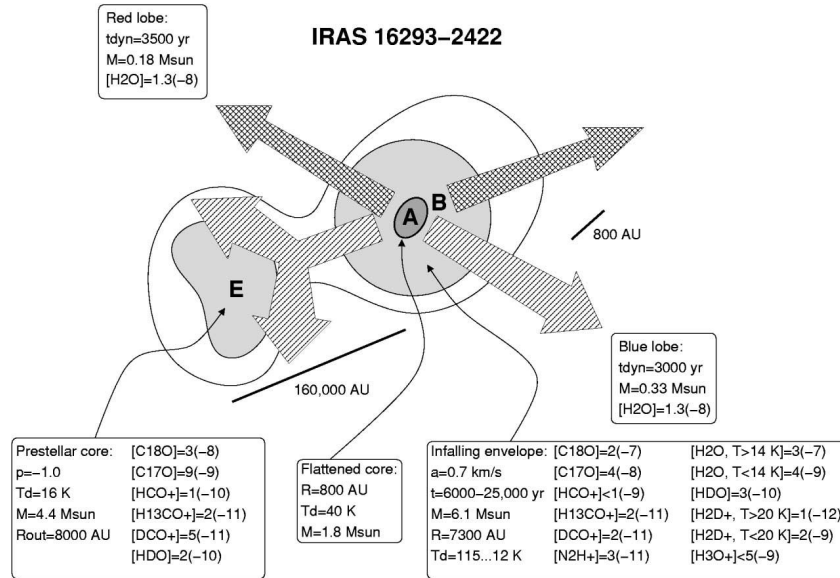 IRAS 16293-2422
Red lobe:
tdyn=3500 yr
M=0.18 Msun
[H2O]=1.3(-8)
A
B
E
800 AU
160,000 AU
Blue lobe:
tdyn=3000 yr
M=0.33 Msun
[H2O]=1.3(-8)
Prestellar core: [C18O]=3(-8)
p=-1.0 [C17O]=9(-9)
Td=16 K [HCO+]=1(-10)
M=4.4 Msun [H13CO+]=2(-11)
Rout=8000 AU [DCO+]=5(-11)
[HDO]=2(-10)
Flattened core:
R=800 AU
Td=40 K
M=1.8 Msun
Infalling envelope: [C18O]=2(-7) [H2O, T>14 K]=3(-7)
a=0.7 km/s [C17O]=4(-8) [H2O, T<14 K]=4(-9)
t=6000-25,000 yr [HCO+]<1(-9) [HDO]=3(-10)
M=6.1 Msun [H13CO+]=2(-11) [H2D+, T>20 K]=1(-12)
R=7300 AU [DCO+]=2(-11) [H2D+, T<20 K]=2(-9)
Td=115...12 K [N2H+]=3(-11) [H3O+]<5(-9)